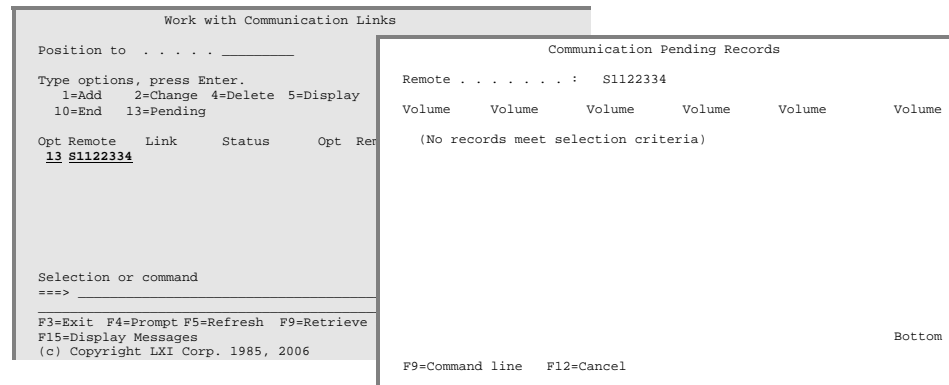 Work with Communication Links
Position to . . . . . _________
Type options, press Enter.
1=Add 2=Change 4=Delete 5=Display
10=End 13=Pending
Opt Remote Link Status Opt Rem
13 S1122334
Selection or command
===>
F3=Exit F4=Prompt F5=Refresh F9=Retrieve
F15=Display Messages
(c) Copyright LXI Corp. 1985, 2006
Communication Pending Records
Remote . . . . . . . : S1122334
Volume Volume Volume Volume Volume Volume
(No records meet selection criteria)
Bottom
F9=Command line F12=Cancel